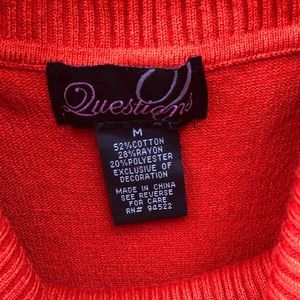 Questions
M
52%COTTON
28%RAYON
20%POLYESTER
EXCLUSIVE OF
DECORATION
MADE IN CHINA
SEE REVERSE
FOR CARE
RN# 94522